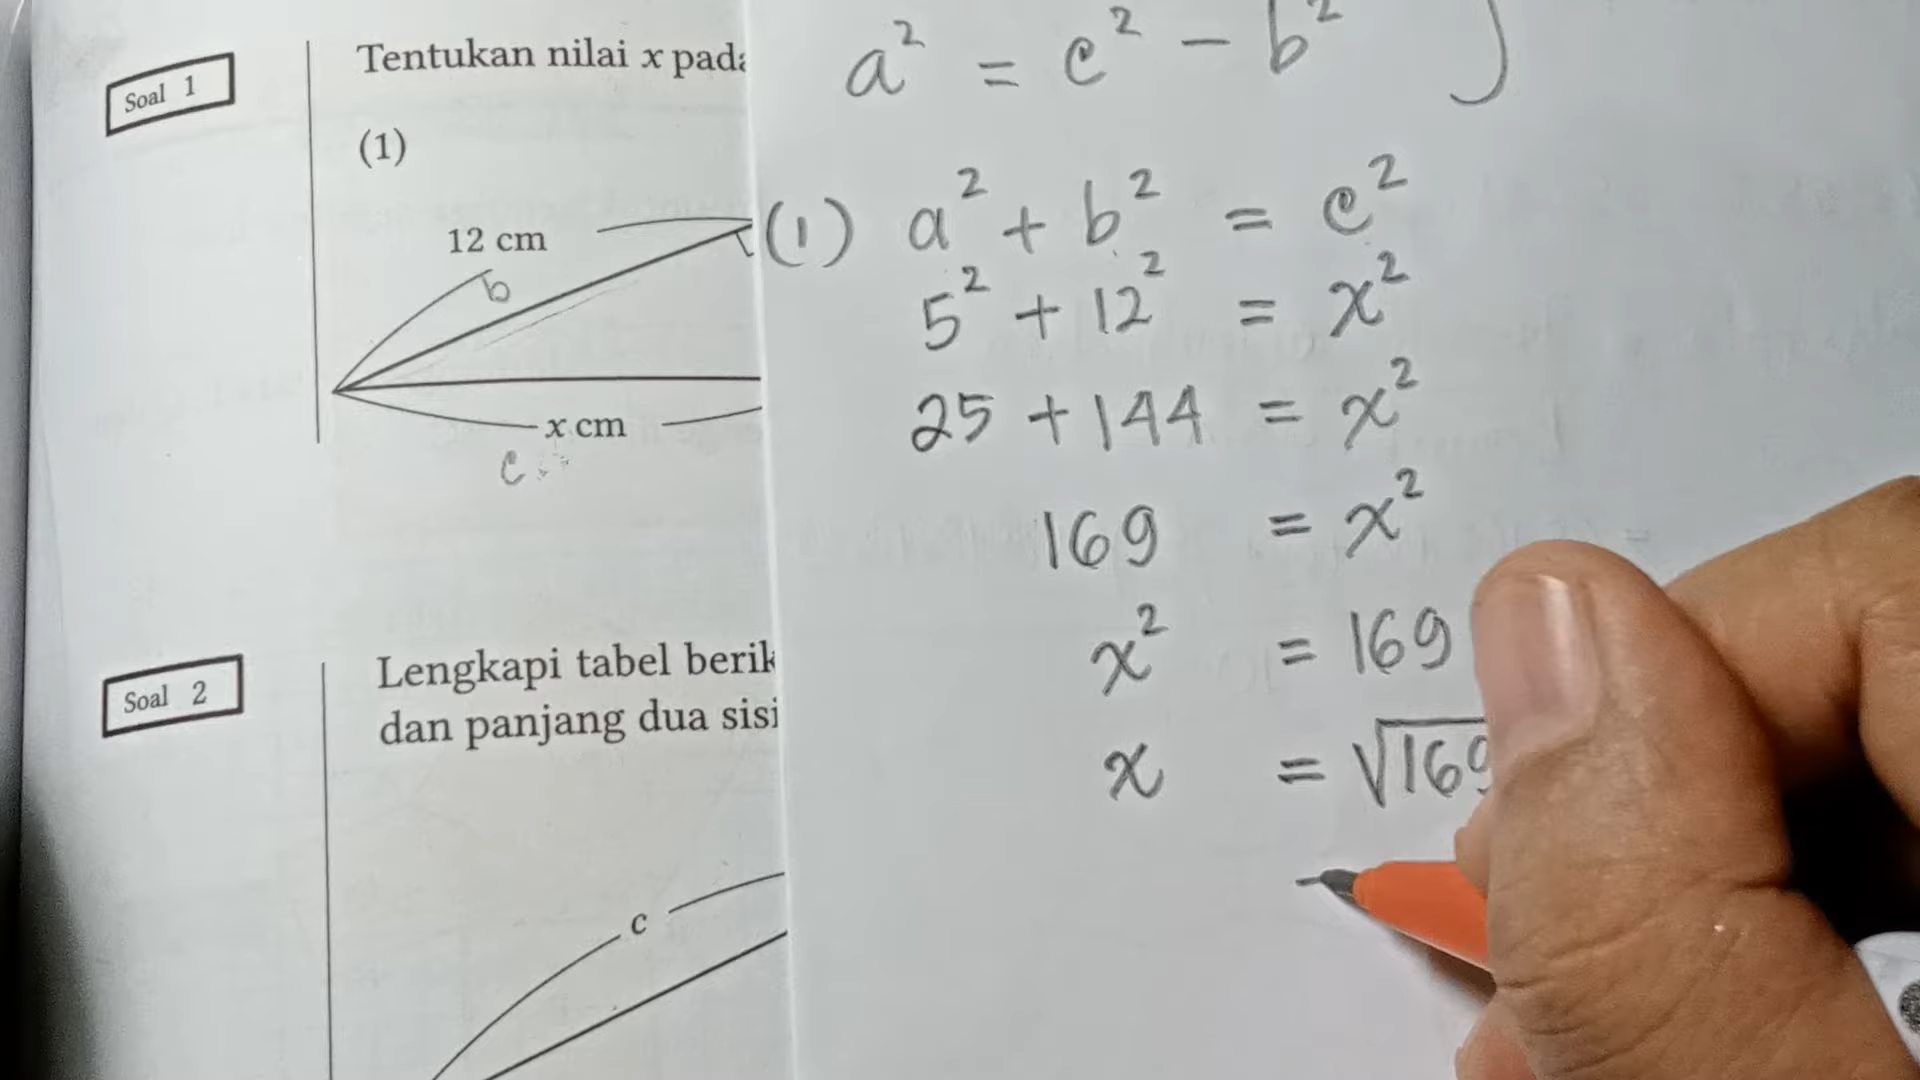 Soal 1
Tentukan nilai x pada
(1)
12 cm
b
x cm
c
Soal 2
Lengkapi tabel berik
dan panjang dua sisi
c
a² = c² - b²
(1) a² + b² = c²
5² + 12² = x²
25 + 144 = x²
169 = x²
x² = 169
x = √169